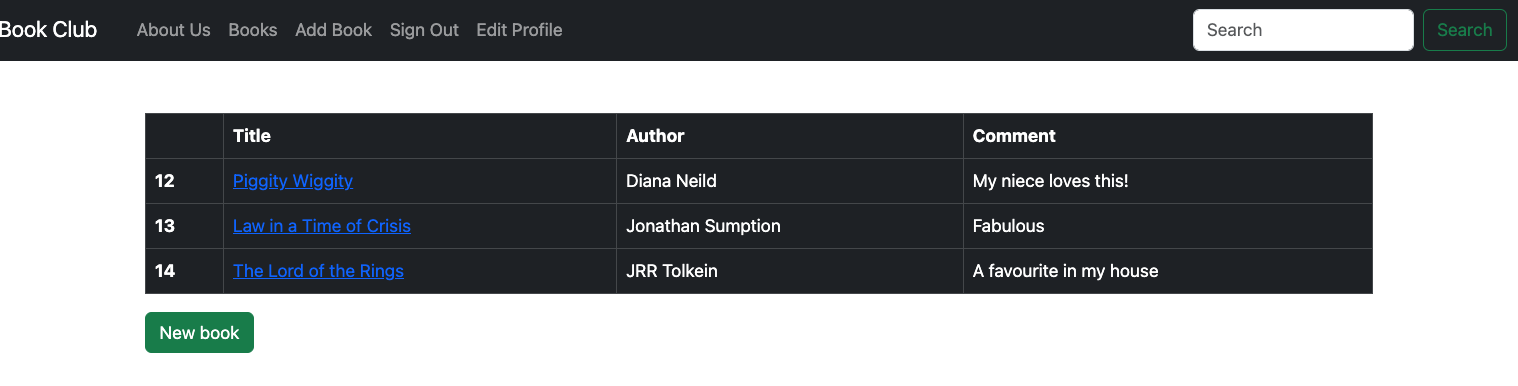 Book Club About Us Books Add Book Sign Out Edit Profile Search Search
Title Author Comment
12 Piggity Wiggity Diana Neild My niece loves this!
13 Law in a Time of Crisis Jonathan Sumption Fabulous
14 The Lord of the Rings JRR Tolkein A favourite in my house
New book